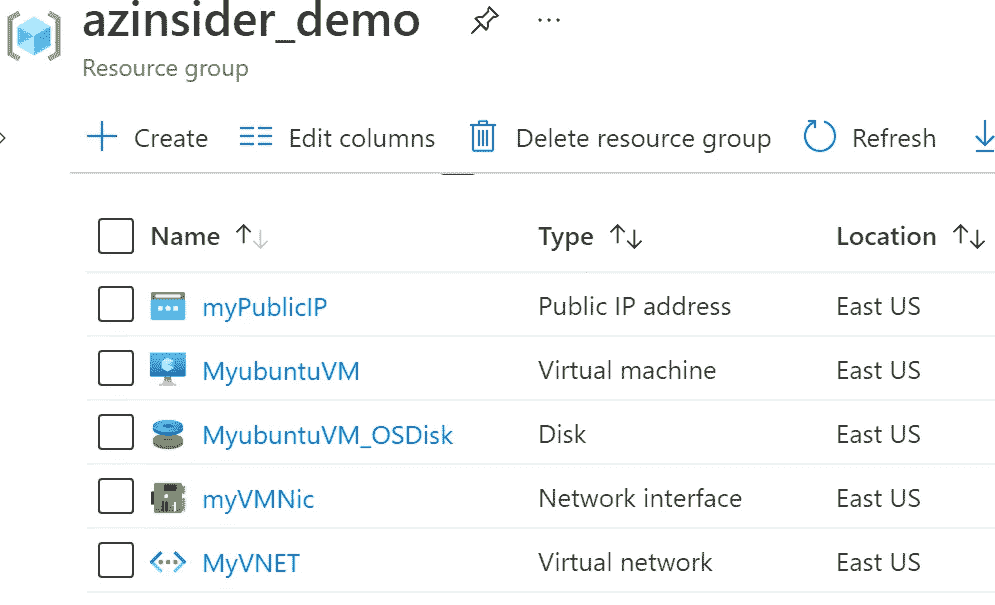 azinsider_demo
Resource group
Create Edit columns Delete resource group Refresh
Name Type Location
myPublicIP Public IP address East US
MyubuntuVM Virtual machine East US
MyubuntuVM_OSDisk Disk East US
myVMNic Network interface East US
MyVNET Virtual network East US